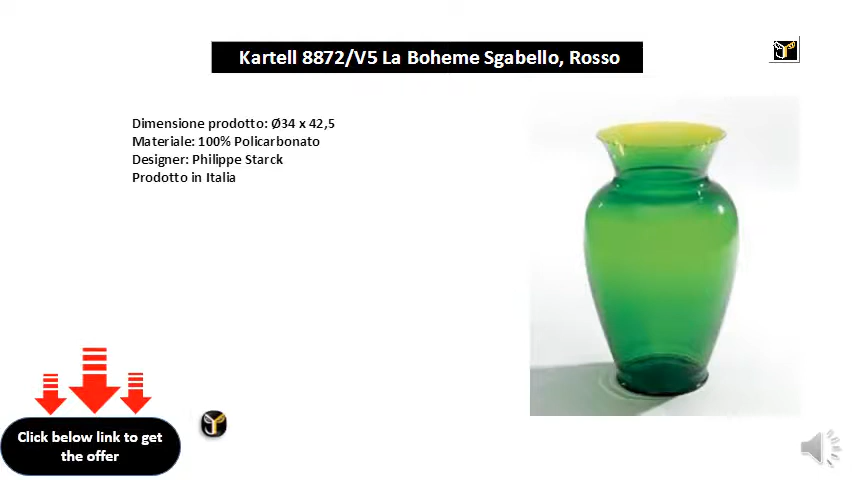 Kartell 8872/V5 La Boheme Sgabello, Rosso
Dimensione prodotto: Ø34 x 42,5
Materiale: 100% Policarbonato
Designer: Philippe Starck
Prodotto in Italia
Click below link to get
the offer